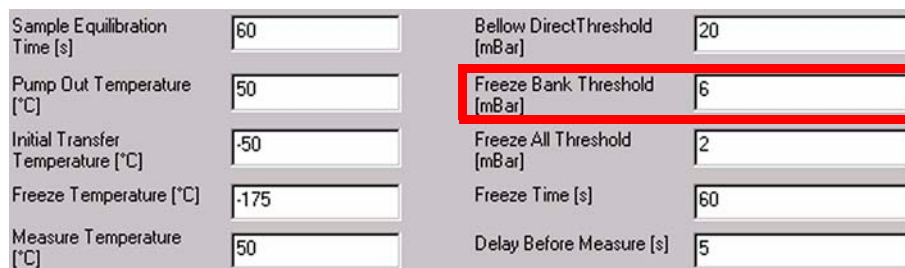 Sample Equilibration
Time [s]
60
Bellow DirectThreshold
[mBar]
20
Pump Out Temperature
[°C]
50
Freeze Bank Threshold
[mBar]
6
Initial Transfer
Temperature [°C]
-50
Freeze All Threshold
[mBar]
2
Freeze Temperature [°C]
-175
Freeze Time [s]
60
Measure Temperature
[°C]
50
Delay Before Measure [s]
5